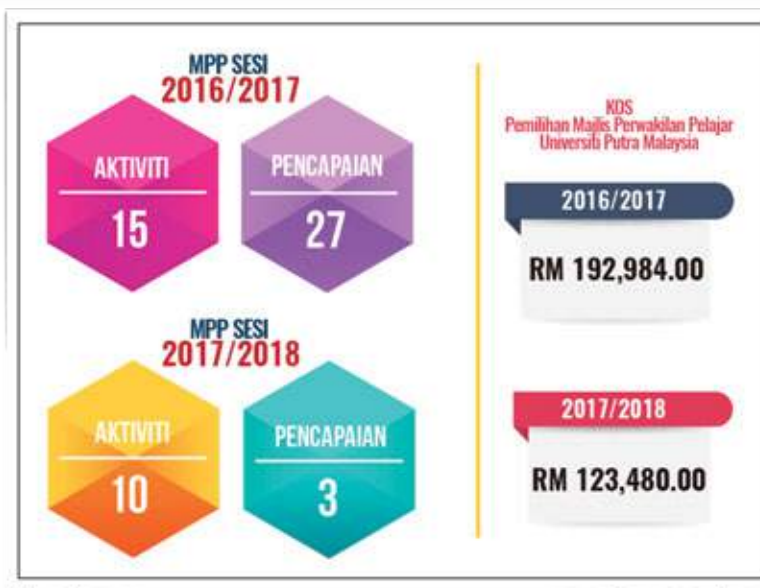 MPP SESI
2016/2017
AKTIVITI
15
PENCAPAIAN
27
MPP SESI
2017/2018
AKTIVITI
10
PENCAPAIAN
3
KOS
Pemilihan Majlis Perwakilan Pelajar
Universiti Putra Malaysia
2016/2017
RM 192,984.00
2017/2018
RM 123,480.00